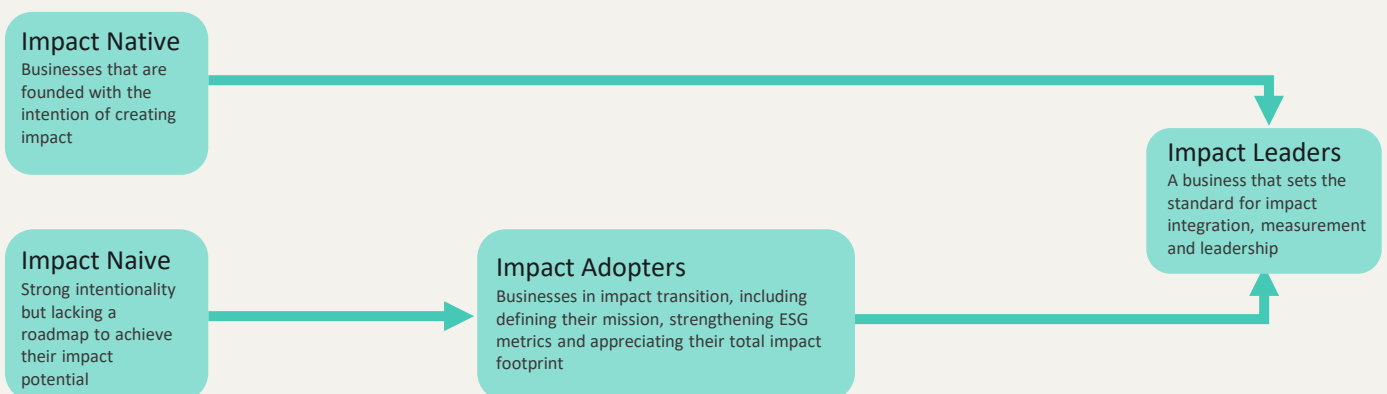 Impact Native
Businesses that are
founded with the
intention of creating
impact
Impact Leaders
A business that sets the
standard for impact
integration, measurement
and leadership
Impact Naive
Strong intentionality
but lacking a
roadmap to achieve
their impact
potential
Impact Adopters
Businesses in impact transition, including
defining their mission, strengthening ESG
metrics and appreciating their total impact
footprint